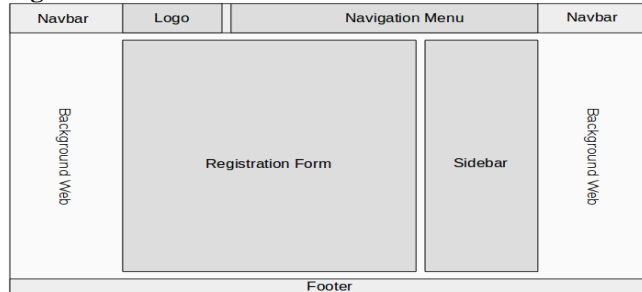 Navbar
Logo
Navigation Menu
Navbar
Background Web
Registration Form
Sidebar
Background Web
Footer